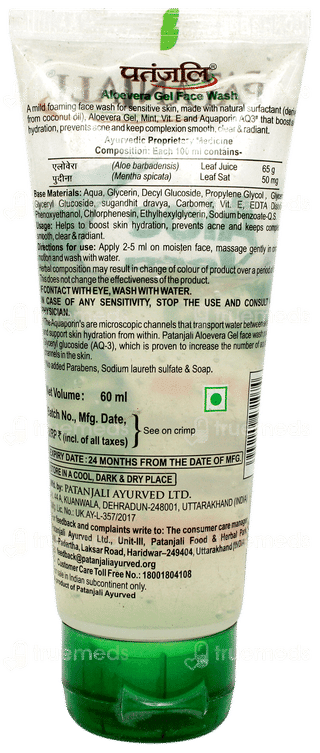 पतंजलि
Aloevera Gel Face Wash
A mild foaming face wash for sensitive skin, made with natural surfactant
from coconut oil). Aloevera Gel, Mint, Vit. E and Aquaporin AQ3® that boost
hydration, prevents acne and keep complexion smooth, clear & radiant.
Ayurvedic Proprietary Medicine
Composition: Each 100 ml contains-
एलोवेरा (Aloe barbadensis) Leaf Juice 65 g
पुदीना (Mentha spicata) Leaf Sat 50 mg
Base Materials: Aqua, Glycerin, Decyl Glucoside, Propylene Glycol,
Glyceryl Glucoside, sugandhit dravya, Carbomer, Vit. E, EDTA
Phenoxyethanol, Chlorphenesin, Ethylhexylglycerin, Sodium benzoate-Q.S.
Usage: Helps to boost skin hydration, prevents acne and keeps
smooth, clear & radiant.
Directions for use: Apply 2-5 ml on moisten face, massage gently in
motion and wash with water.
Herbal composition may result in change of colour of product over a period
This does not change the effectiveness of the product.
IF CONTACT WITH EYE, WASH WITH WATER.
IN CASE OF ANY SENSITIVITY, STOP THE USE AND CONSULT
PHYSICIAN.
The Aquaporin's are microscopic channels that transport water between
and support skin hydration from within. Patanjali Aloevera Gel Face wash
Glyceryl glucoside (AQ-3), which is proven to increase the number of
channels in the skin.
added Parabens, Sodium laureth sulfate & Soap.
Net Volume: 60 ml
Batch No., Mfg. Date,
MRP ₹ (incl. of all taxes)
See on crimp
EXPIRY DATE: 24 MONTHS FROM THE DATE OF MFG.
STORE IN A COOL, DARK & DRY PLACE
by: PATANJALI AYURVED LTD.
44-A, KUANWALA, DEHRADUN-248001, UTTARAKHAND (INDIA)
Lic. No.: UK AY-L-357/2017
For feedback and complaints write to: The consumer care manager
Patanjali Ayurved Ltd., Unit-III, Patanjali Food & Herbal Park,
Padartha, Laksar Road, Haridwar-249404, Uttarakhand
feedback@patanjaliayurved.org
Customer Care Toll Free No.: 18001804108
For use in Indian subcontinent only.
Product of Patanjali Ayurved
truemeds